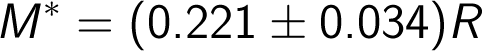 M* = (0.221 ± 0.034)R